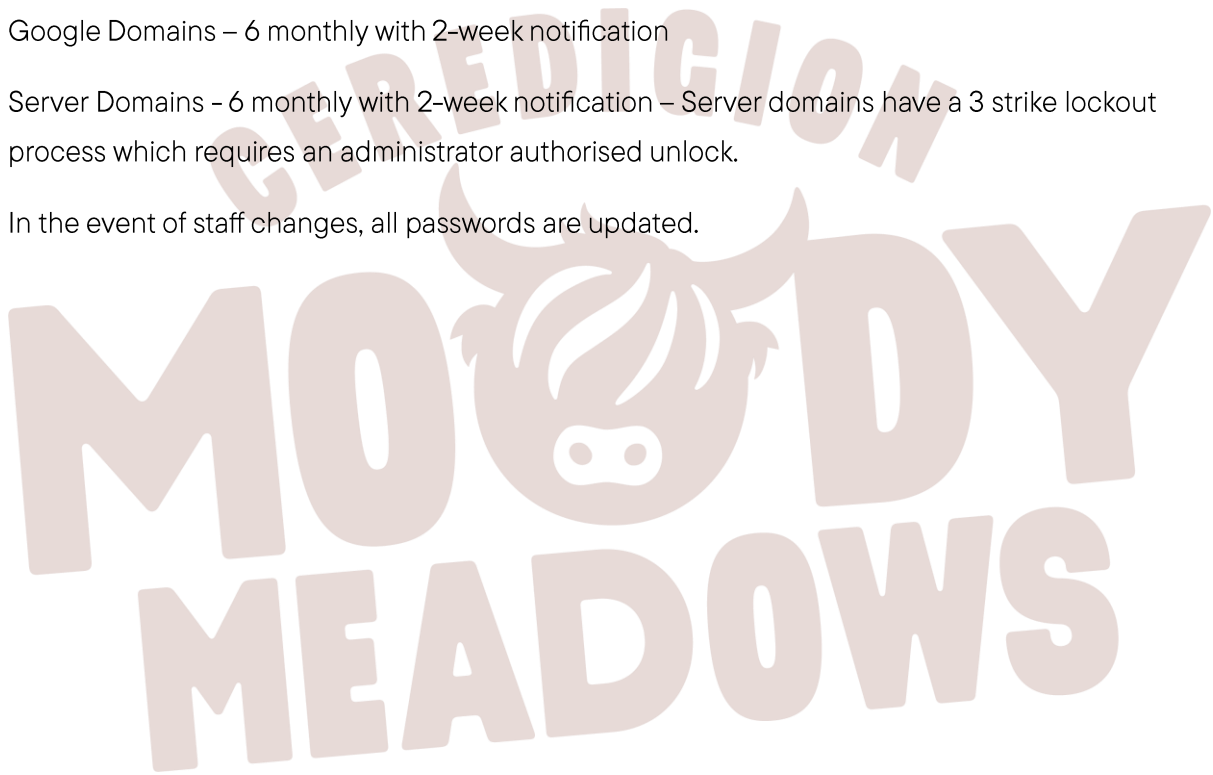 Google Domains – 6 monthly with 2-week notification
Server Domains - 6 monthly with 2-week notification – Server domains have a 3 strike lockout
process which requires an administrator authorised unlock.
In the event of staff changes, all passwords are updated.
CEREDIGION
MOODY
MEADOWS